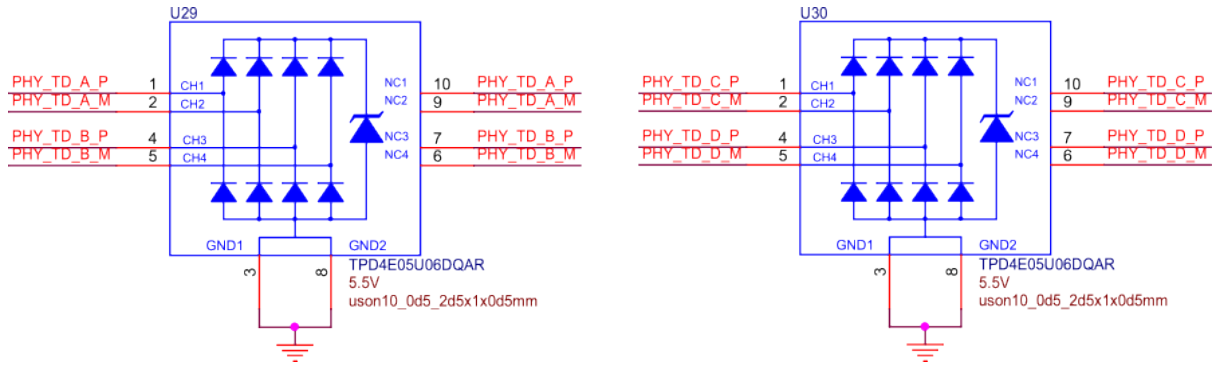 U29
PHY_TD_A_P 1 CH1 NC1 10 PHY_TD_A_P
PHY_TD_A_M 2 CH2 NC2 9 PHY_TD_A_M
PHY_TD_B_P 4 CH3 NC3 7 PHY_TD_B_P
PHY_TD_B_M 5 CH4 NC4 6 PHY_TD_B_M
GND1 GND2
3 8
TPD4E05U06DQAR
5.5V
uson10_0d5_2d5x1x0d5mm
U30
PHY_TD_C_P 1 CH1 NC1 10 PHY_TD_C_P
PHY_TD_C_M 2 CH2 NC2 9 PHY_TD_C_M
PHY_TD_D_P 4 CH3 NC3 7 PHY_TD_D_P
PHY_TD_D_M 5 CH4 NC4 6 PHY_TD_D_M
GND1 GND2
3 8
TPD4E05U06DQAR
5.5V
uson10_0d5_2d5x1x0d5mm